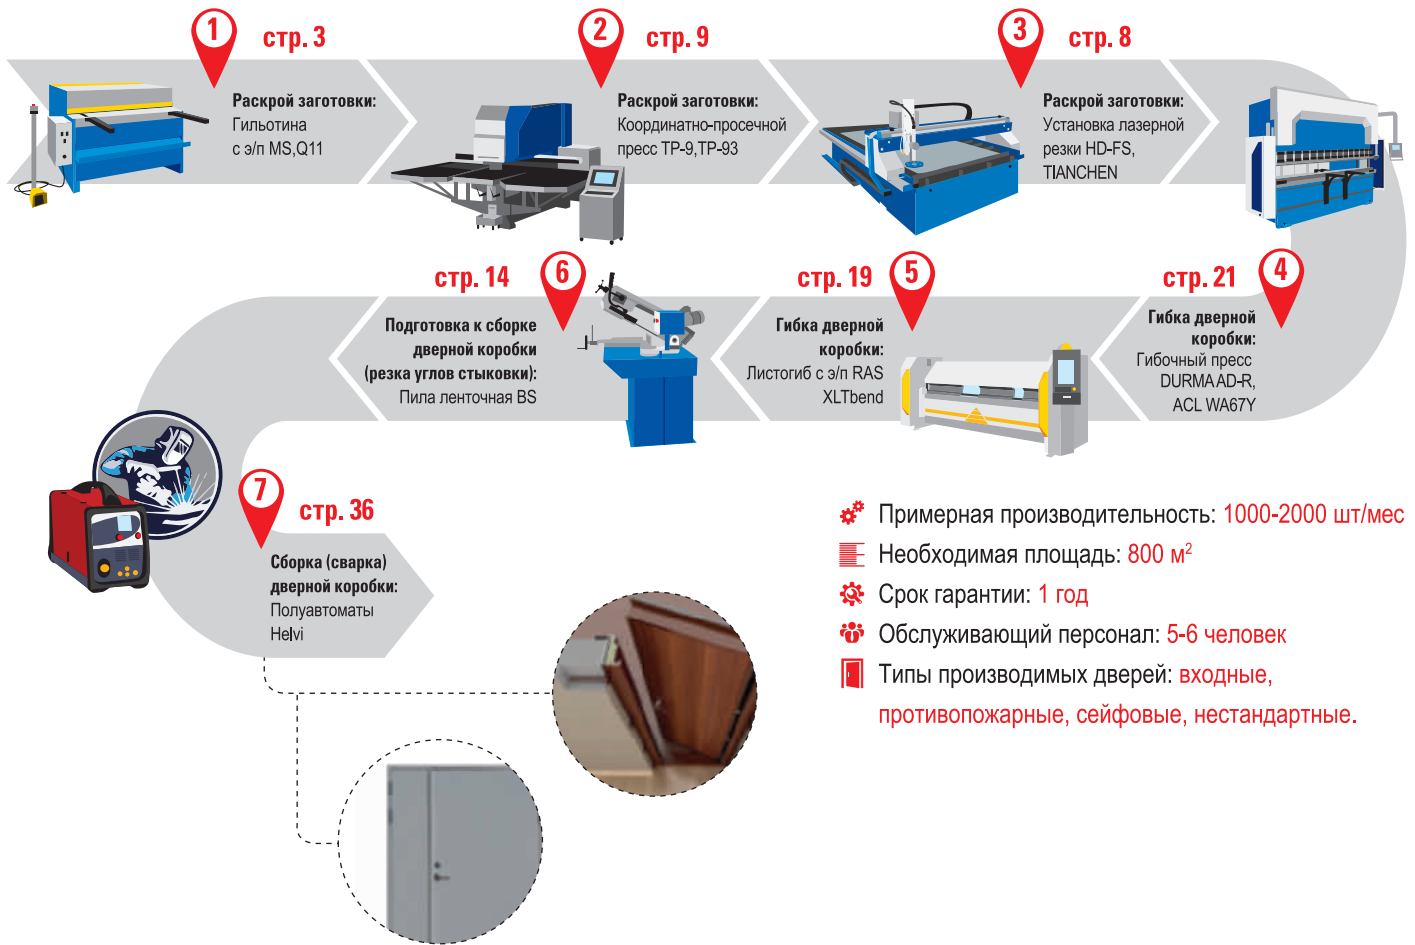 1
стр. 3
Раскрой заготовки:
Гильотина
с э/п MS,Q11
2
стр. 9
Раскрой заготовки:
Координатно-просечной
пресс TP-9,TP-93
3
стр. 8
Раскрой заготовки:
Установка лазерной
резки HD-FS,
TIANCHEN
4
стр. 21
Гибка дверной
коробки:
Гибочный пресс
DURMA AD-R,
ACL WA67Y
5
стр. 19
Гибка дверной
коробки:
Листогиб с э/п RAS
XLTbend
6
стр. 14
Подготовка к сборке
дверной коробки
(резка углов стыковки):
Пила ленточная BS
7
стр. 36
Сборка (сварка)
дверной коробки:
Полуавтоматы
Helvi
Примерная производительность: 1000-2000 шт/мес
Необходимая площадь: 800 м²
Срок гарантии: 1 год
Обслуживающий персонал: 5-6 человек
Типы производимых дверей: входные,
противопожарные, сейфовые, нестандартные.